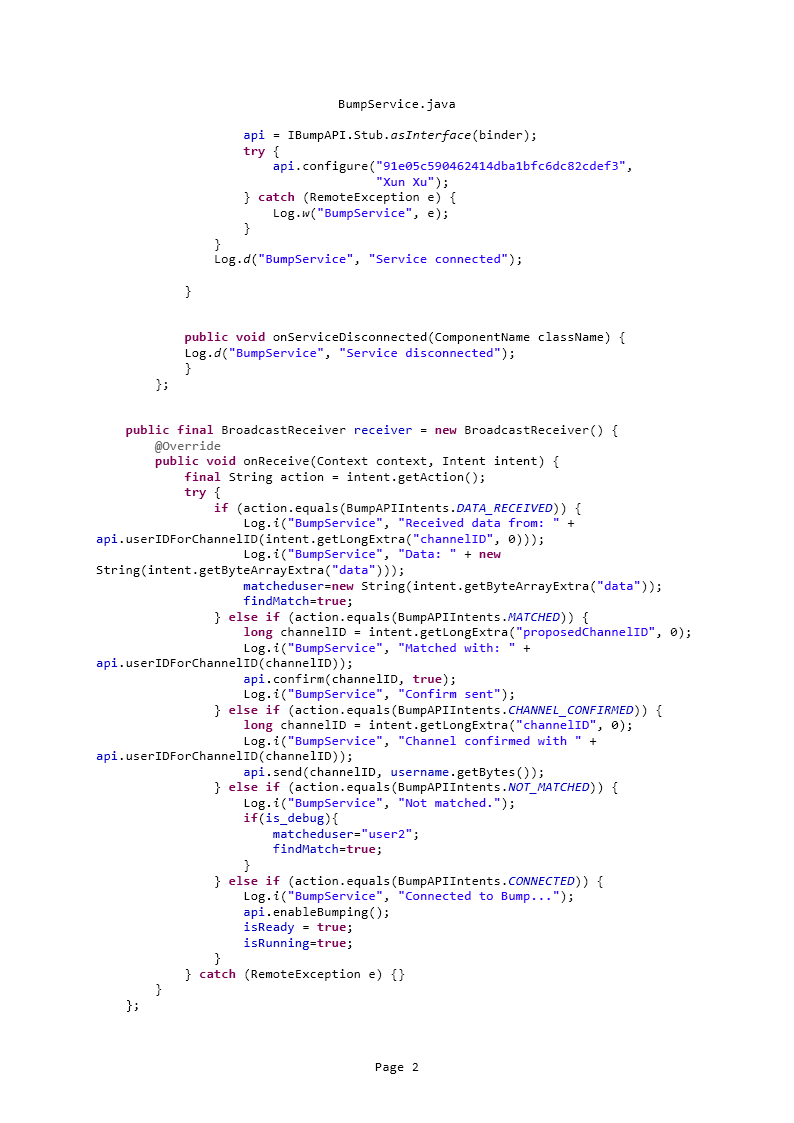 BumpService.java
api = IBumpAPI.Stub.asInterface(binder);
try {
api.configure("91e05c590462414dba1bfc6dc82cdef3",
"Xun Xu");
} catch (RemoteException e) {
Log.w("BumpService", e);
}
}
Log.d("BumpService", "Service connected");
}
public void onServiceDisconnected(ComponentName className) {
Log.d("BumpService", "Service disconnected");
}
};
public final BroadcastReceiver receiver = new BroadcastReceiver() {
@Override
public void onReceive(Context context, Intent intent) {
final String action = intent.getAction();
try {
if (action.equals(BumpAPIIntents.DATA_RECEIVED)) {
Log.i("BumpService", "Received data from: " +
api.userIDForChannelID(intent.getLongExtra("channelID", 0)));
Log.i("BumpService", "Data: " + new
String(intent.getByteArrayExtra("data")));
matcheduser=new String(intent.getByteArrayExtra("data"));
findMatch=true;
} else if (action.equals(BumpAPIIntents.MATCHED)) {
long channelID = intent.getLongExtra("proposedChannelID", 0);
Log.i("BumpService", "Matched with: " +
api.userIDForChannelID(channelID));
api.confirm(channelID, true);
Log.i("BumpService", "Confirm sent");
} else if (action.equals(BumpAPIIntents.CHANNEL_CONFIRMED)) {
long channelID = intent.getLongExtra("channelID", 0);
Log.i("BumpService", "Channel confirmed with " +
api.userIDForChannelID(channelID));
api.send(channelID, username.getBytes());
} else if (action.equals(BumpAPIIntents.NOT_MATCHED)) {
Log.i("BumpService", "Not matched.");
if(is_debug){
matcheduser="user2";
findMatch=true;
}
} else if (action.equals(BumpAPIIntents.CONNECTED)) {
Log.i("BumpService", "Connected to Bump...");
api.enableBumping();
isReady = true;
isRunning=true;
}
} catch (RemoteException e) {}
}
};
Page 2